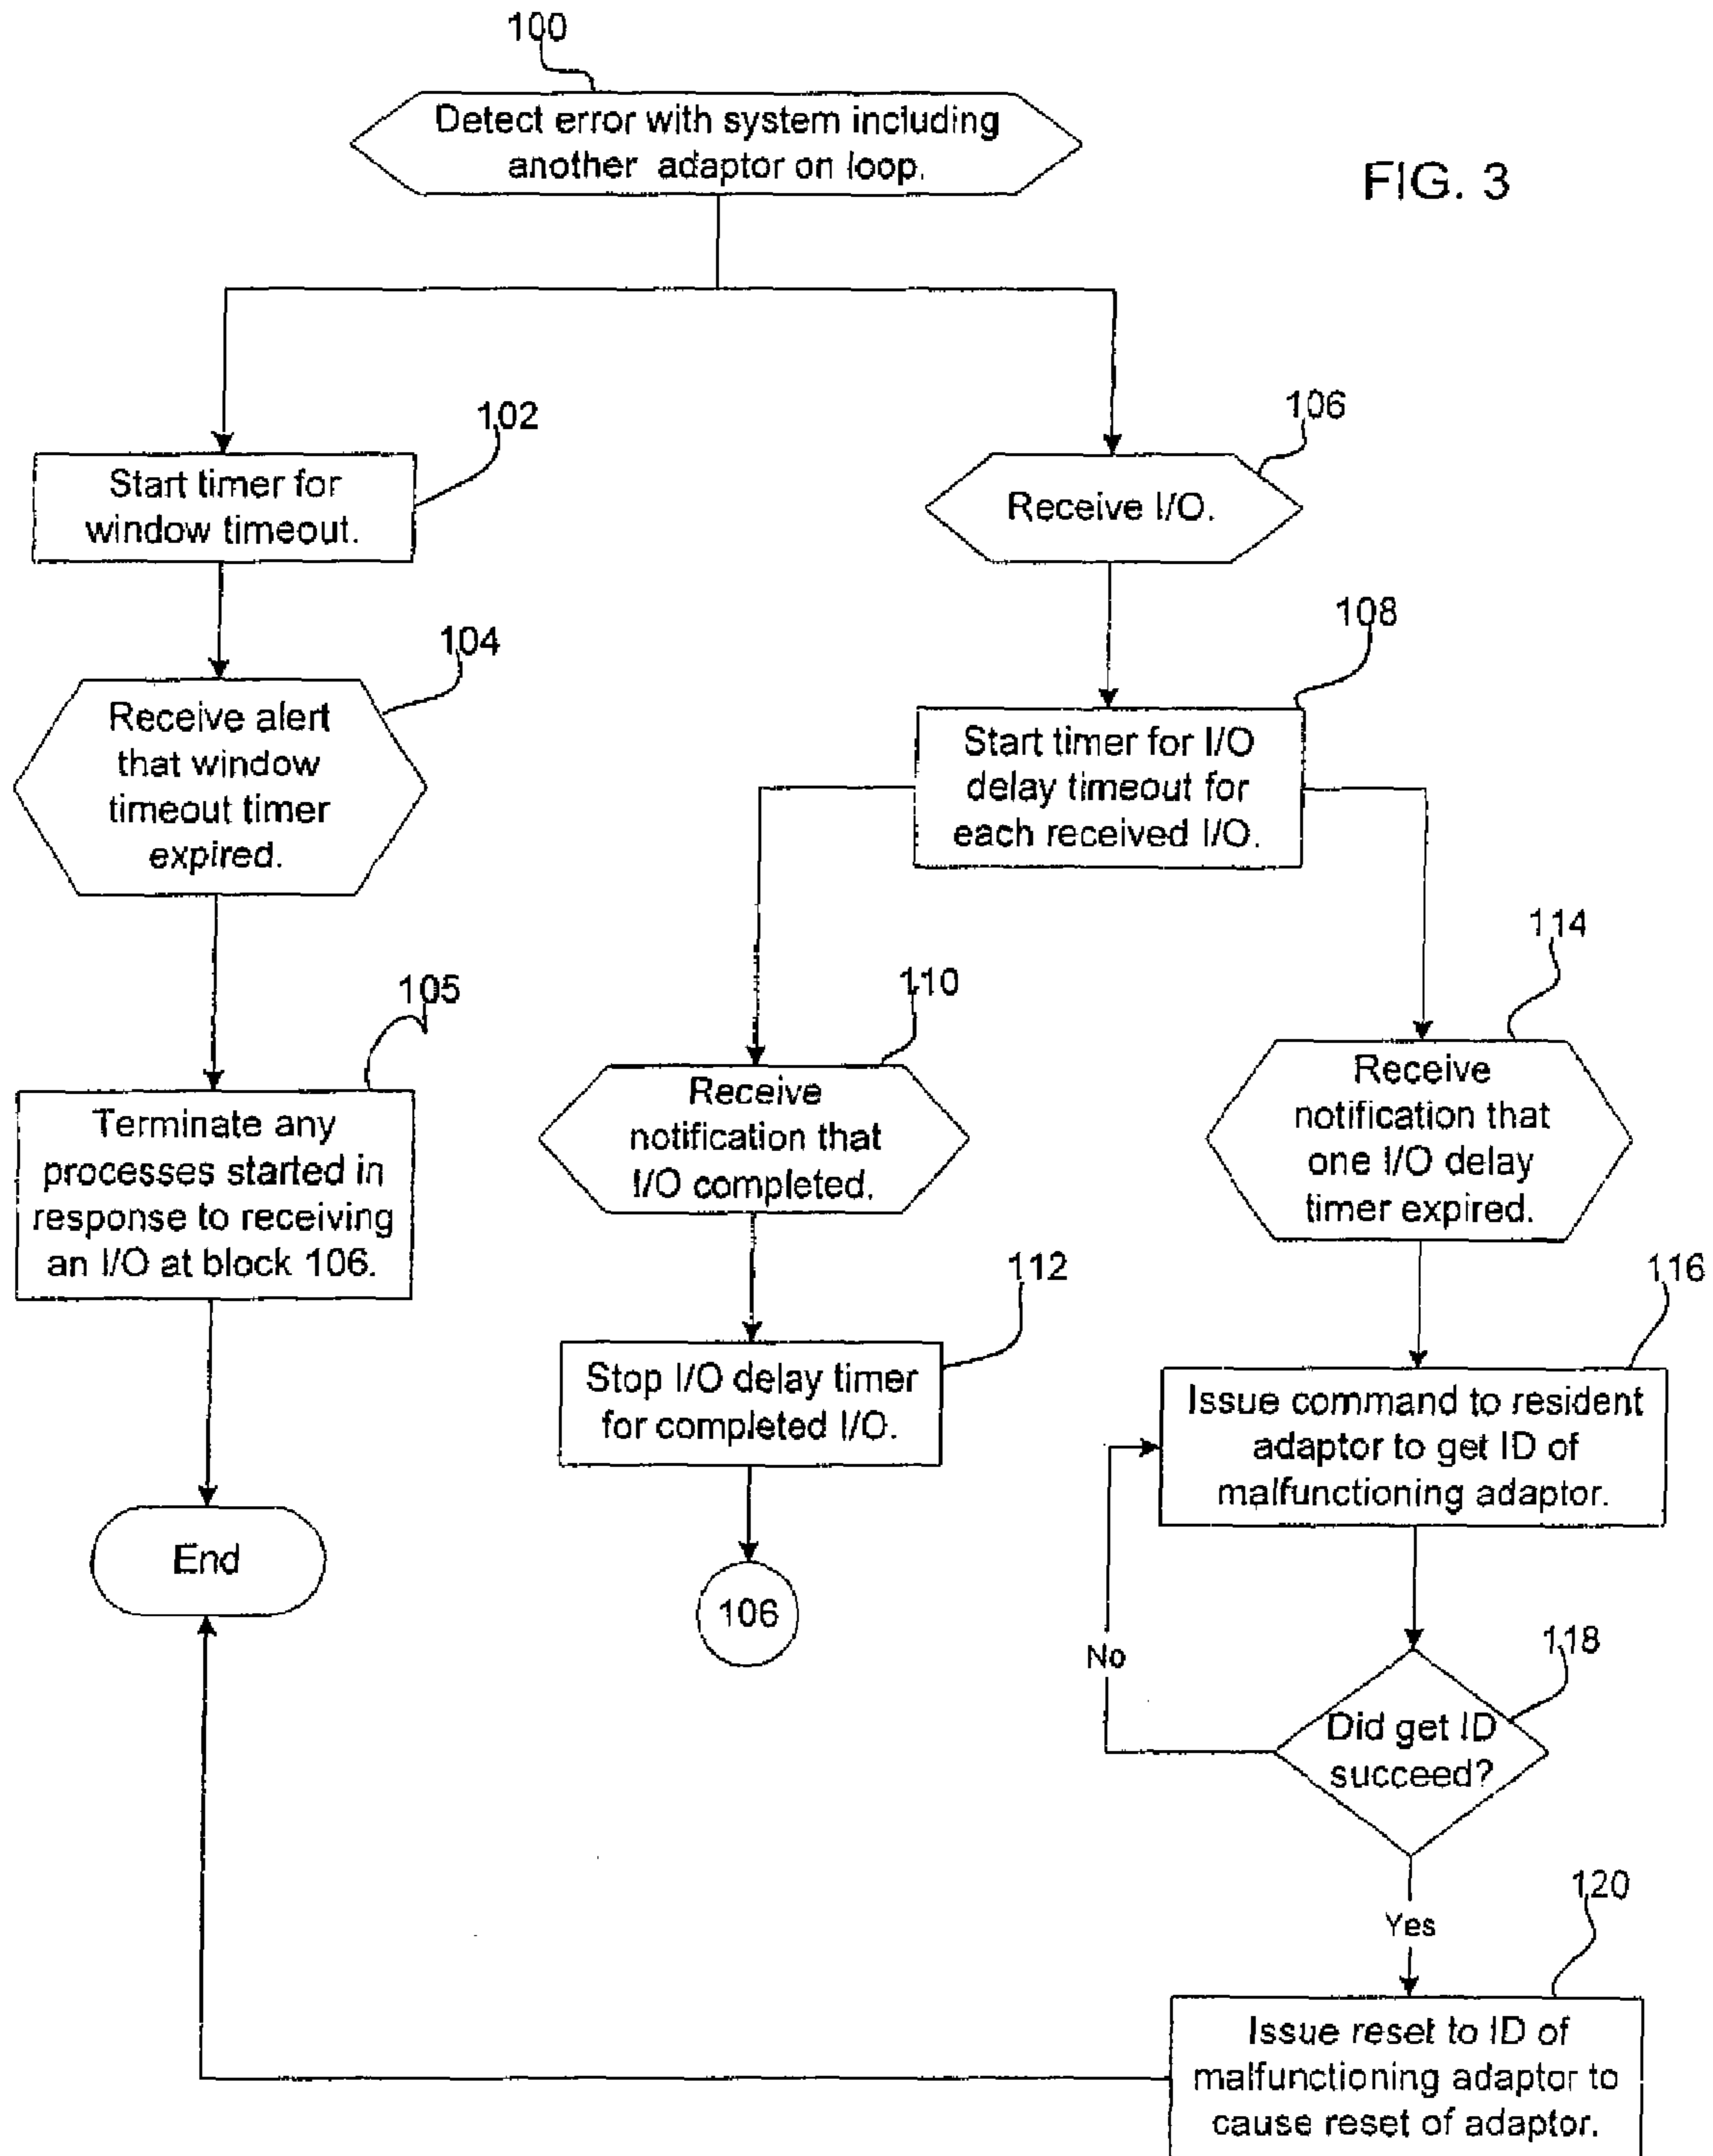 100
Detect error with system including
another adaptor on loop.
FIG. 3
102
Start timer for
window timeout.
106
Receive I/O.
104
Receive alert
that window
timeout timer
expired.
108
Start timer for I/O
delay timeout for
each received I/O.
105
Terminate any
processes started in
response to receiving
an I/O at block 106.
110
Receive
notification that
I/O completed.
114
Receive
notification that
one I/O delay
timer expired.
112
Stop I/O delay timer
for completed I/O.
116
Issue command to resident
adaptor to get ID of
malfunctioning adaptor.
End
106
No
118
Did get ID
succeed?
Yes
120
Issue reset to ID of
malfunctioning adaptor to
cause reset of adaptor.